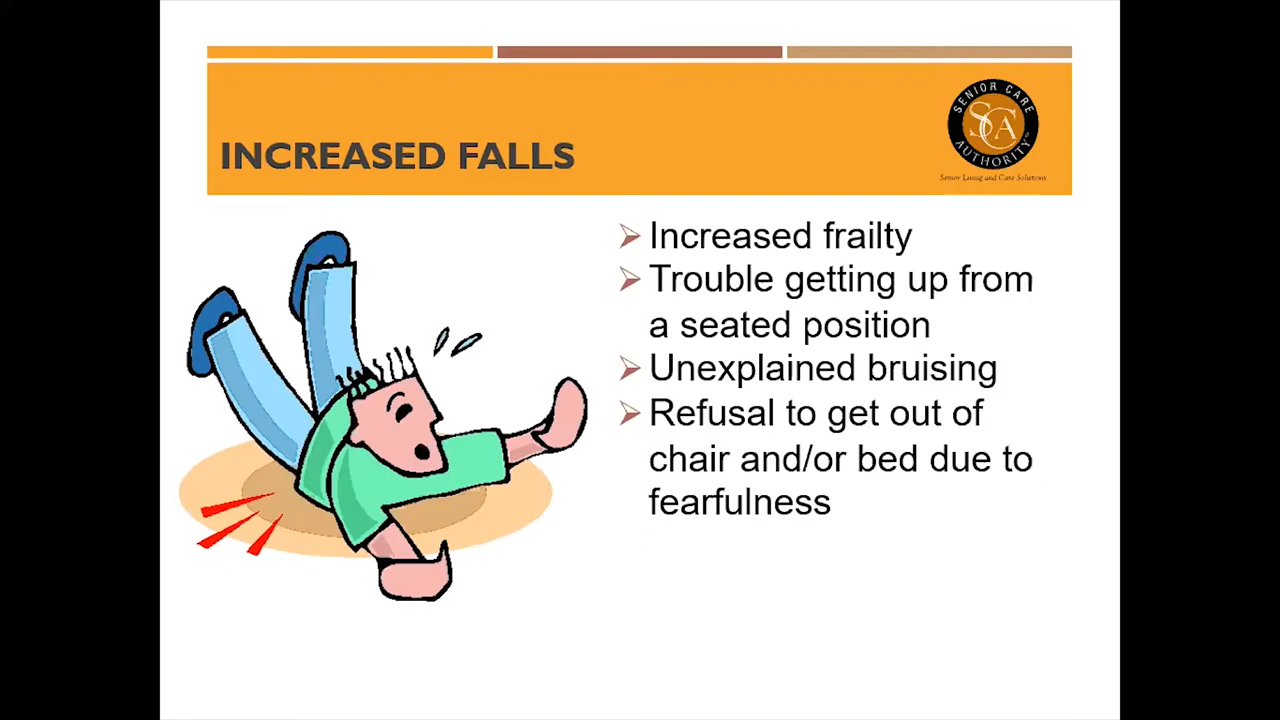 SENIOR CARE
SCA
AUTHORITY
Senior Living and Care Solutions
INCREASED FALLS
Increased frailty
Trouble getting up from
a seated position
Unexplained bruising
Refusal to get out of
chair and/or bed due to
fearfulness